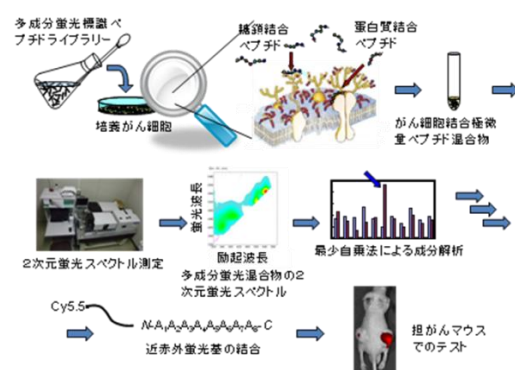 多成分蛍光標識ペ
プチドライブラリー
培養がん細胞
糖鎖結合
ペプチド
蛋白質結合
ペプチド
がん細胞結合極微
量ペプチド混合物
2次元蛍光スペクトル測定
蛍光波長
励起波長
多成分蛍光混合物の2
次元蛍光スペクトル
最少自乗法による成分解析
Cy5.5
N-A1A2A3A4A5A6A7A8-C
近赤外蛍光基の結合
担がんマウス
でのテスト